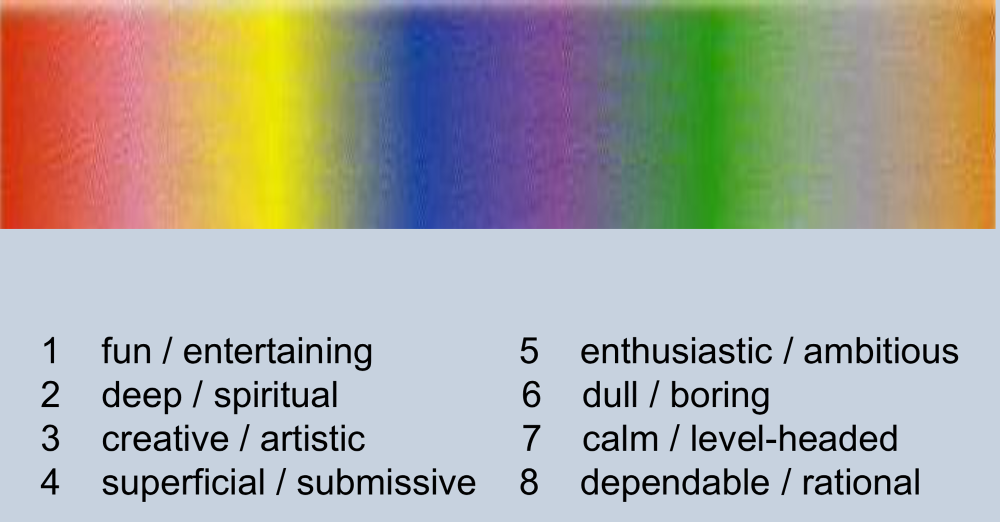 1 fun / entertaining
2 deep / spiritual
3 creative / artistic
4 superficial / submissive
5 enthusiastic / ambitious
6 dull / boring
7 calm / level-headed
8 dependable / rational